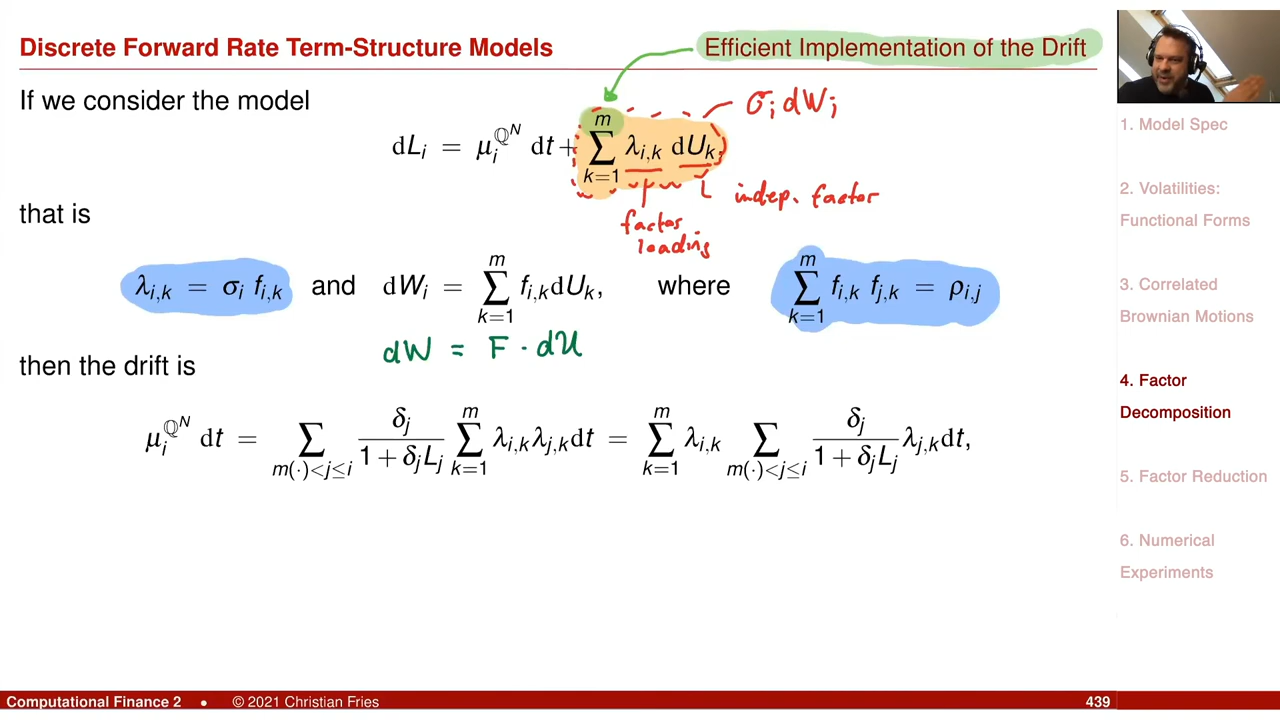 Discrete Forward Rate Term-Structure Models
Efficient Implementation of the Drift
If we consider the model
dL_i = μ_i^{ℚ^N} dt + ∑_{k=1}^{m} λ_{i,k} dU_k,
σ_i dW_i
indep. factor
factor
loading
that is
λ_{i,k} = σ_i f_{i,k} and dW_i = ∑_{k=1}^{m} f_{i,k} dU_k, where ∑_{k=1}^{m} f_{i,k} f_{j,k} = ρ_{i,j}
dW = F · dU
then the drift is
μ_i^{ℚ^N} dt = ∑_{m(·)<j≤i} δ_j / (1 + δ_j L_j) ∑_{k=1}^{m} λ_{i,k} λ_{j,k} dt = ∑_{k=1}^{m} λ_{i,k} ∑_{m(·)<j≤i} δ_j / (1 + δ_j L_j) λ_{j,k} dt,
1. Model Spec
2. Volatilities:
Functional Forms
3. Correlated
Brownian Motions
4. Factor
Decomposition
5. Factor Reduction
6. Numerical
Experiments
Computational Finance 2 • © 2021 Christian Fries
439